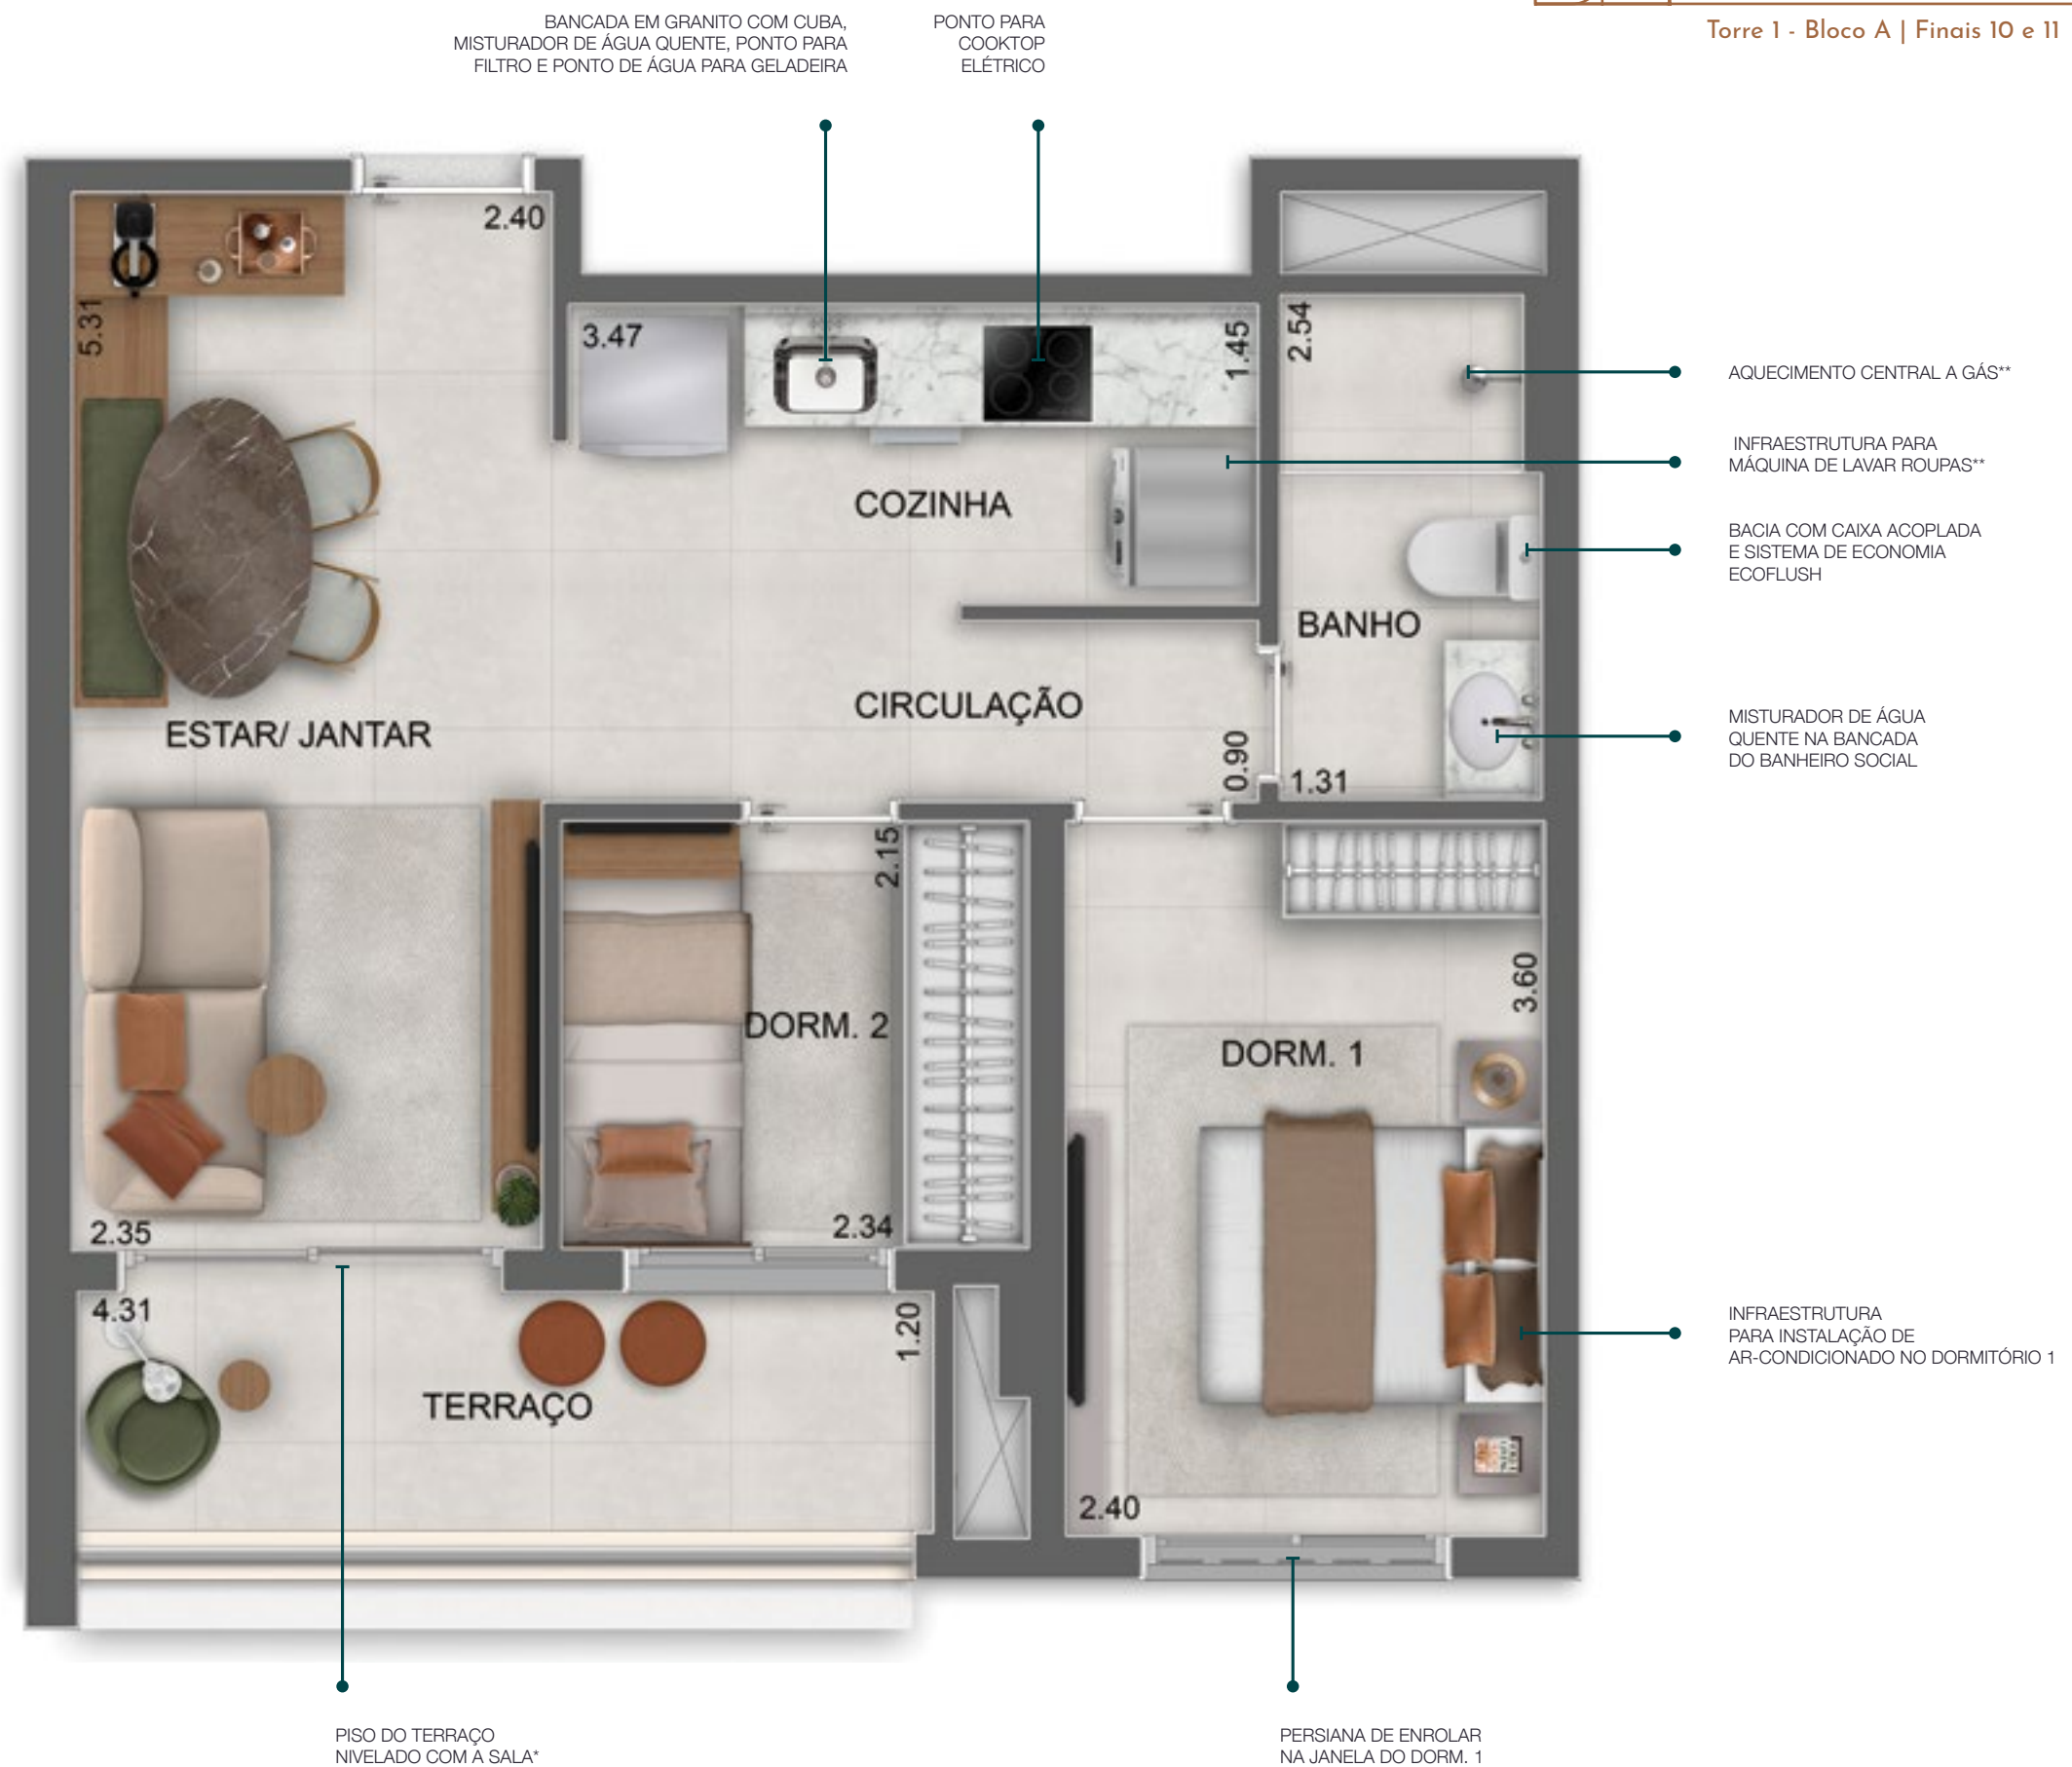 Torre 1 - Bloco A | Finais 10 e 11
BANCADA EM GRANITO COM CUBA,
MISTURADOR DE ÁGUA QUENTE, PONTO PARA
FILTRO E PONTO DE ÁGUA PARA GELADEIRA
PONTO PARA
COOKTOP
ELÉTRICO
2.40
5.31
3.47
1.45
2.54
AQUECIMENTO CENTRAL A GÁS**
INFRAESTRUTURA PARA
MÁQUINA DE LAVAR ROUPAS**
COZINHA
BACIA COM CAIXA ACOPLADA
E SISTEMA DE ECONOMIA
ECOFLUSH
BANHO
CIRCULAÇÃO
ESTAR/ JANTAR
MISTURADOR DE ÁGUA
QUENTE NA BANCADA
DO BANHEIRO SOCIAL
0.90
1.31
2.15
3.60
DORM. 2
DORM. 1
2.35
2.34
4.31
1.20
INFRAESTRUTURA
PARA INSTALAÇÃO DE
AR-CONDICIONADO NO DORMITÓRIO 1
TERRAÇO
2.40
PISO DO TERRAÇO
NIVELADO COM A SALA*
PERSIANA DE ENROLAR
NA JANELA DO DORM. 1